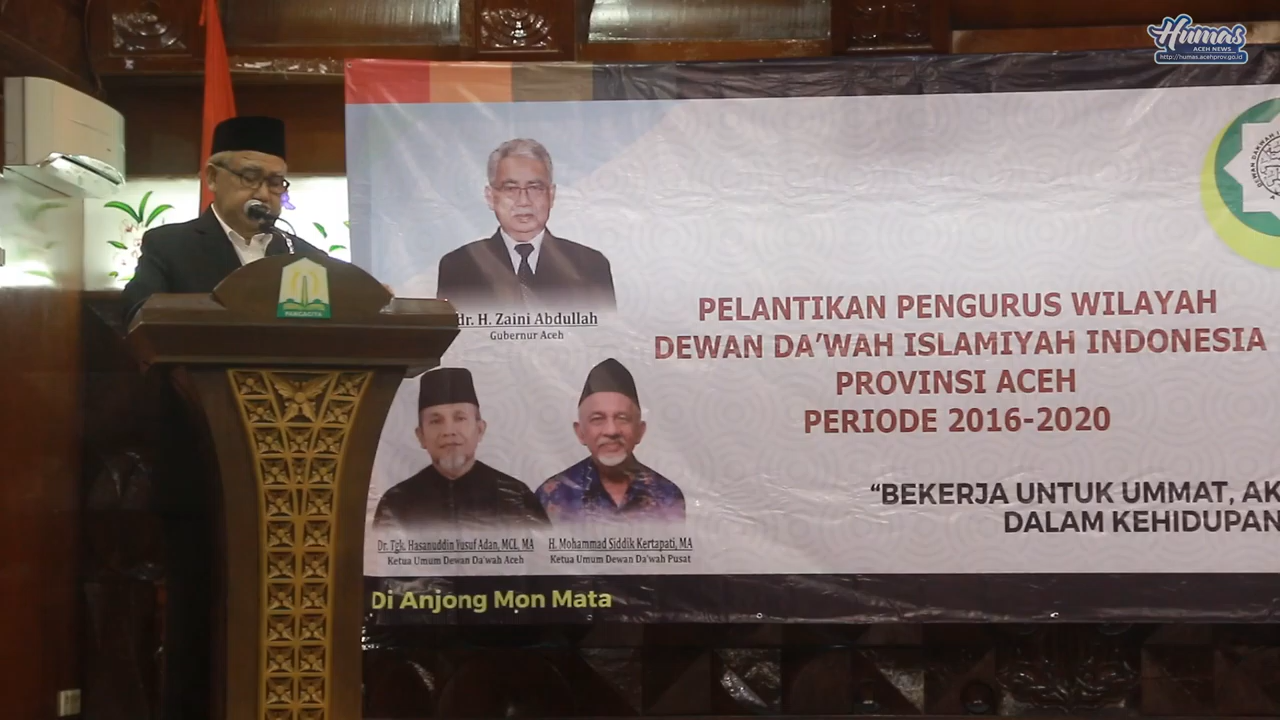 Humas
ACEH NEWS
http://humas.acehprov.go.id
dr. H. Zaini Abdullah
Gubernur Aceh
PELANTIKAN PENGURUS WILAYAH
DEWAN DA'WAH ISLAMIYAH INDONESIA
PROVINSI ACEH
PERIODE 2016-2020
“BEKERJA UNTUK UMMAT, AK
DALAM KEHIDUPAN
Dr. Tgk. Hasanuddin Yusuf Adan, MCL, MA
Ketua Umum Dewan Da'wah Aceh
H. Mohammad Siddik Kertapati, MA
Ketua Umum Dewan Da'wah Pusat
Di Anjong Mon Mata
PANCACITA